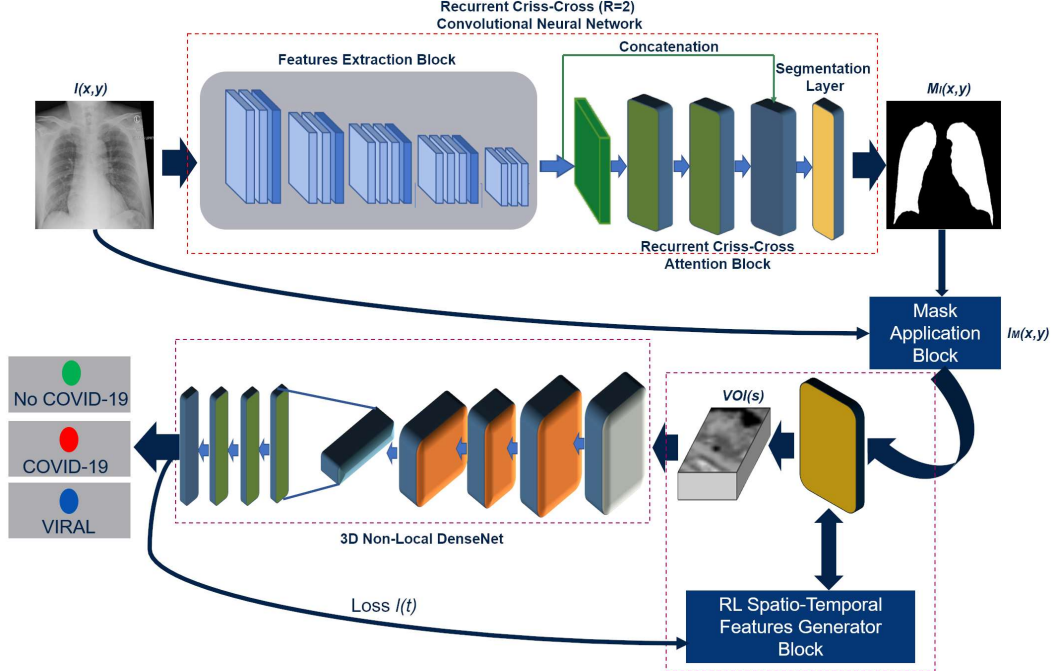 Recurrent Criss-Cross (R=2)
Convolutional Neural Network
Concatenation
Features Extraction Block
Segmentation
Layer
I(x,y)
MI(x,y)
Recurrent Criss-Cross
Attention Block
Mask
Application
Block
IM(x,y)
No COVID-19
COVID-19
VIRAL
VOI(s)
3D Non-Local DenseNet
Loss l(t)
RL Spatio-Temporal
Features Generator
Block